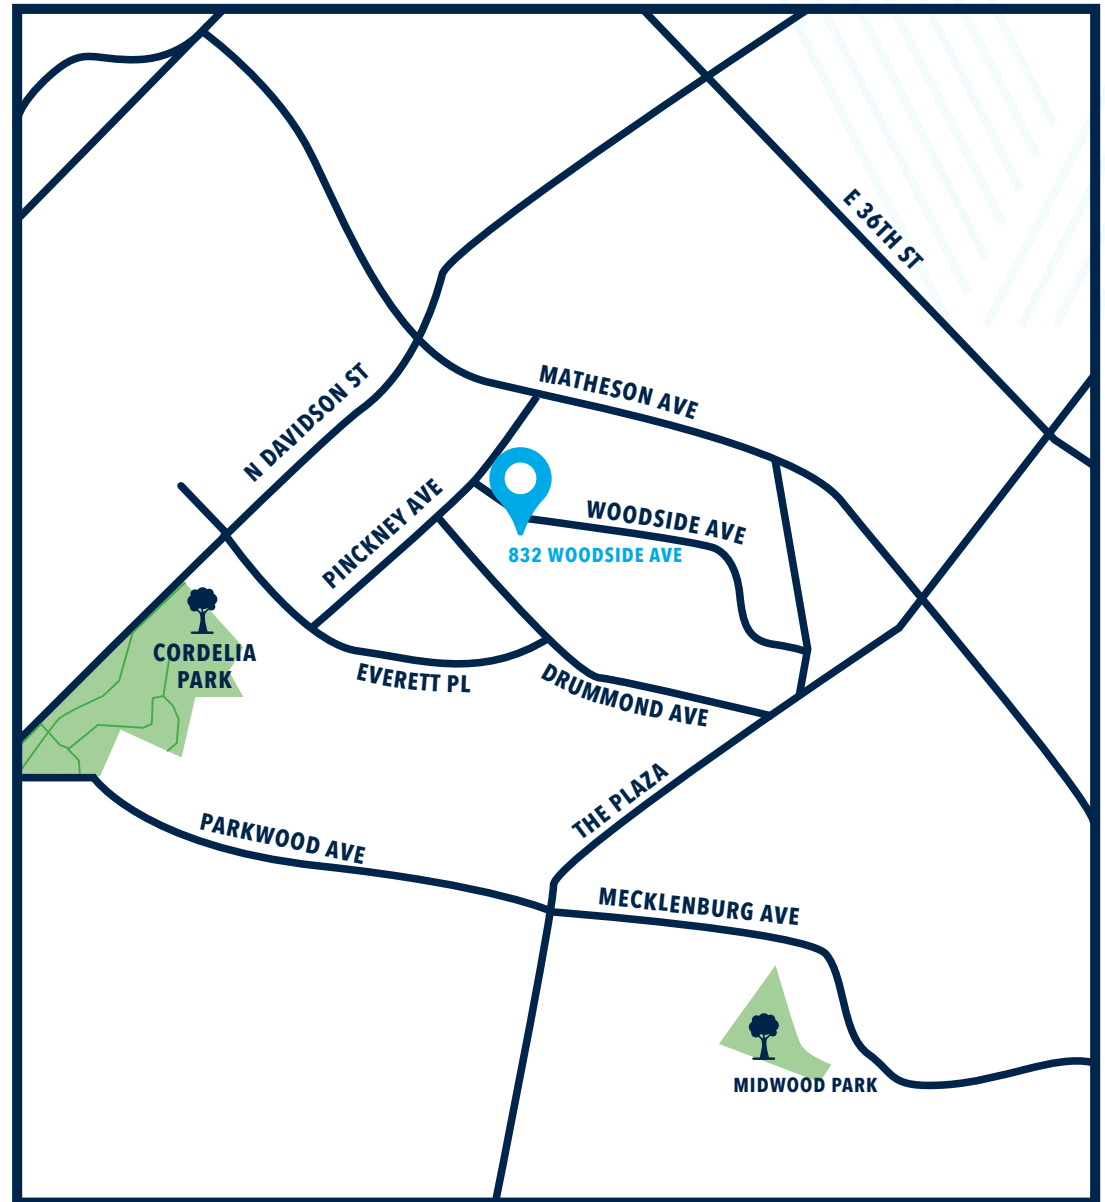 E 36TH ST
MATHESON AVE
N DAVIDSON ST
PINCKNEY AVE
WOODSIDE AVE
832 WOODSIDE AVE
CORDELIA
PARK
EVERETT PL
DRUMMOND AVE
THE PLAZA
PARKWOOD AVE
MECKLENBURG AVE
MIDWOOD PARK